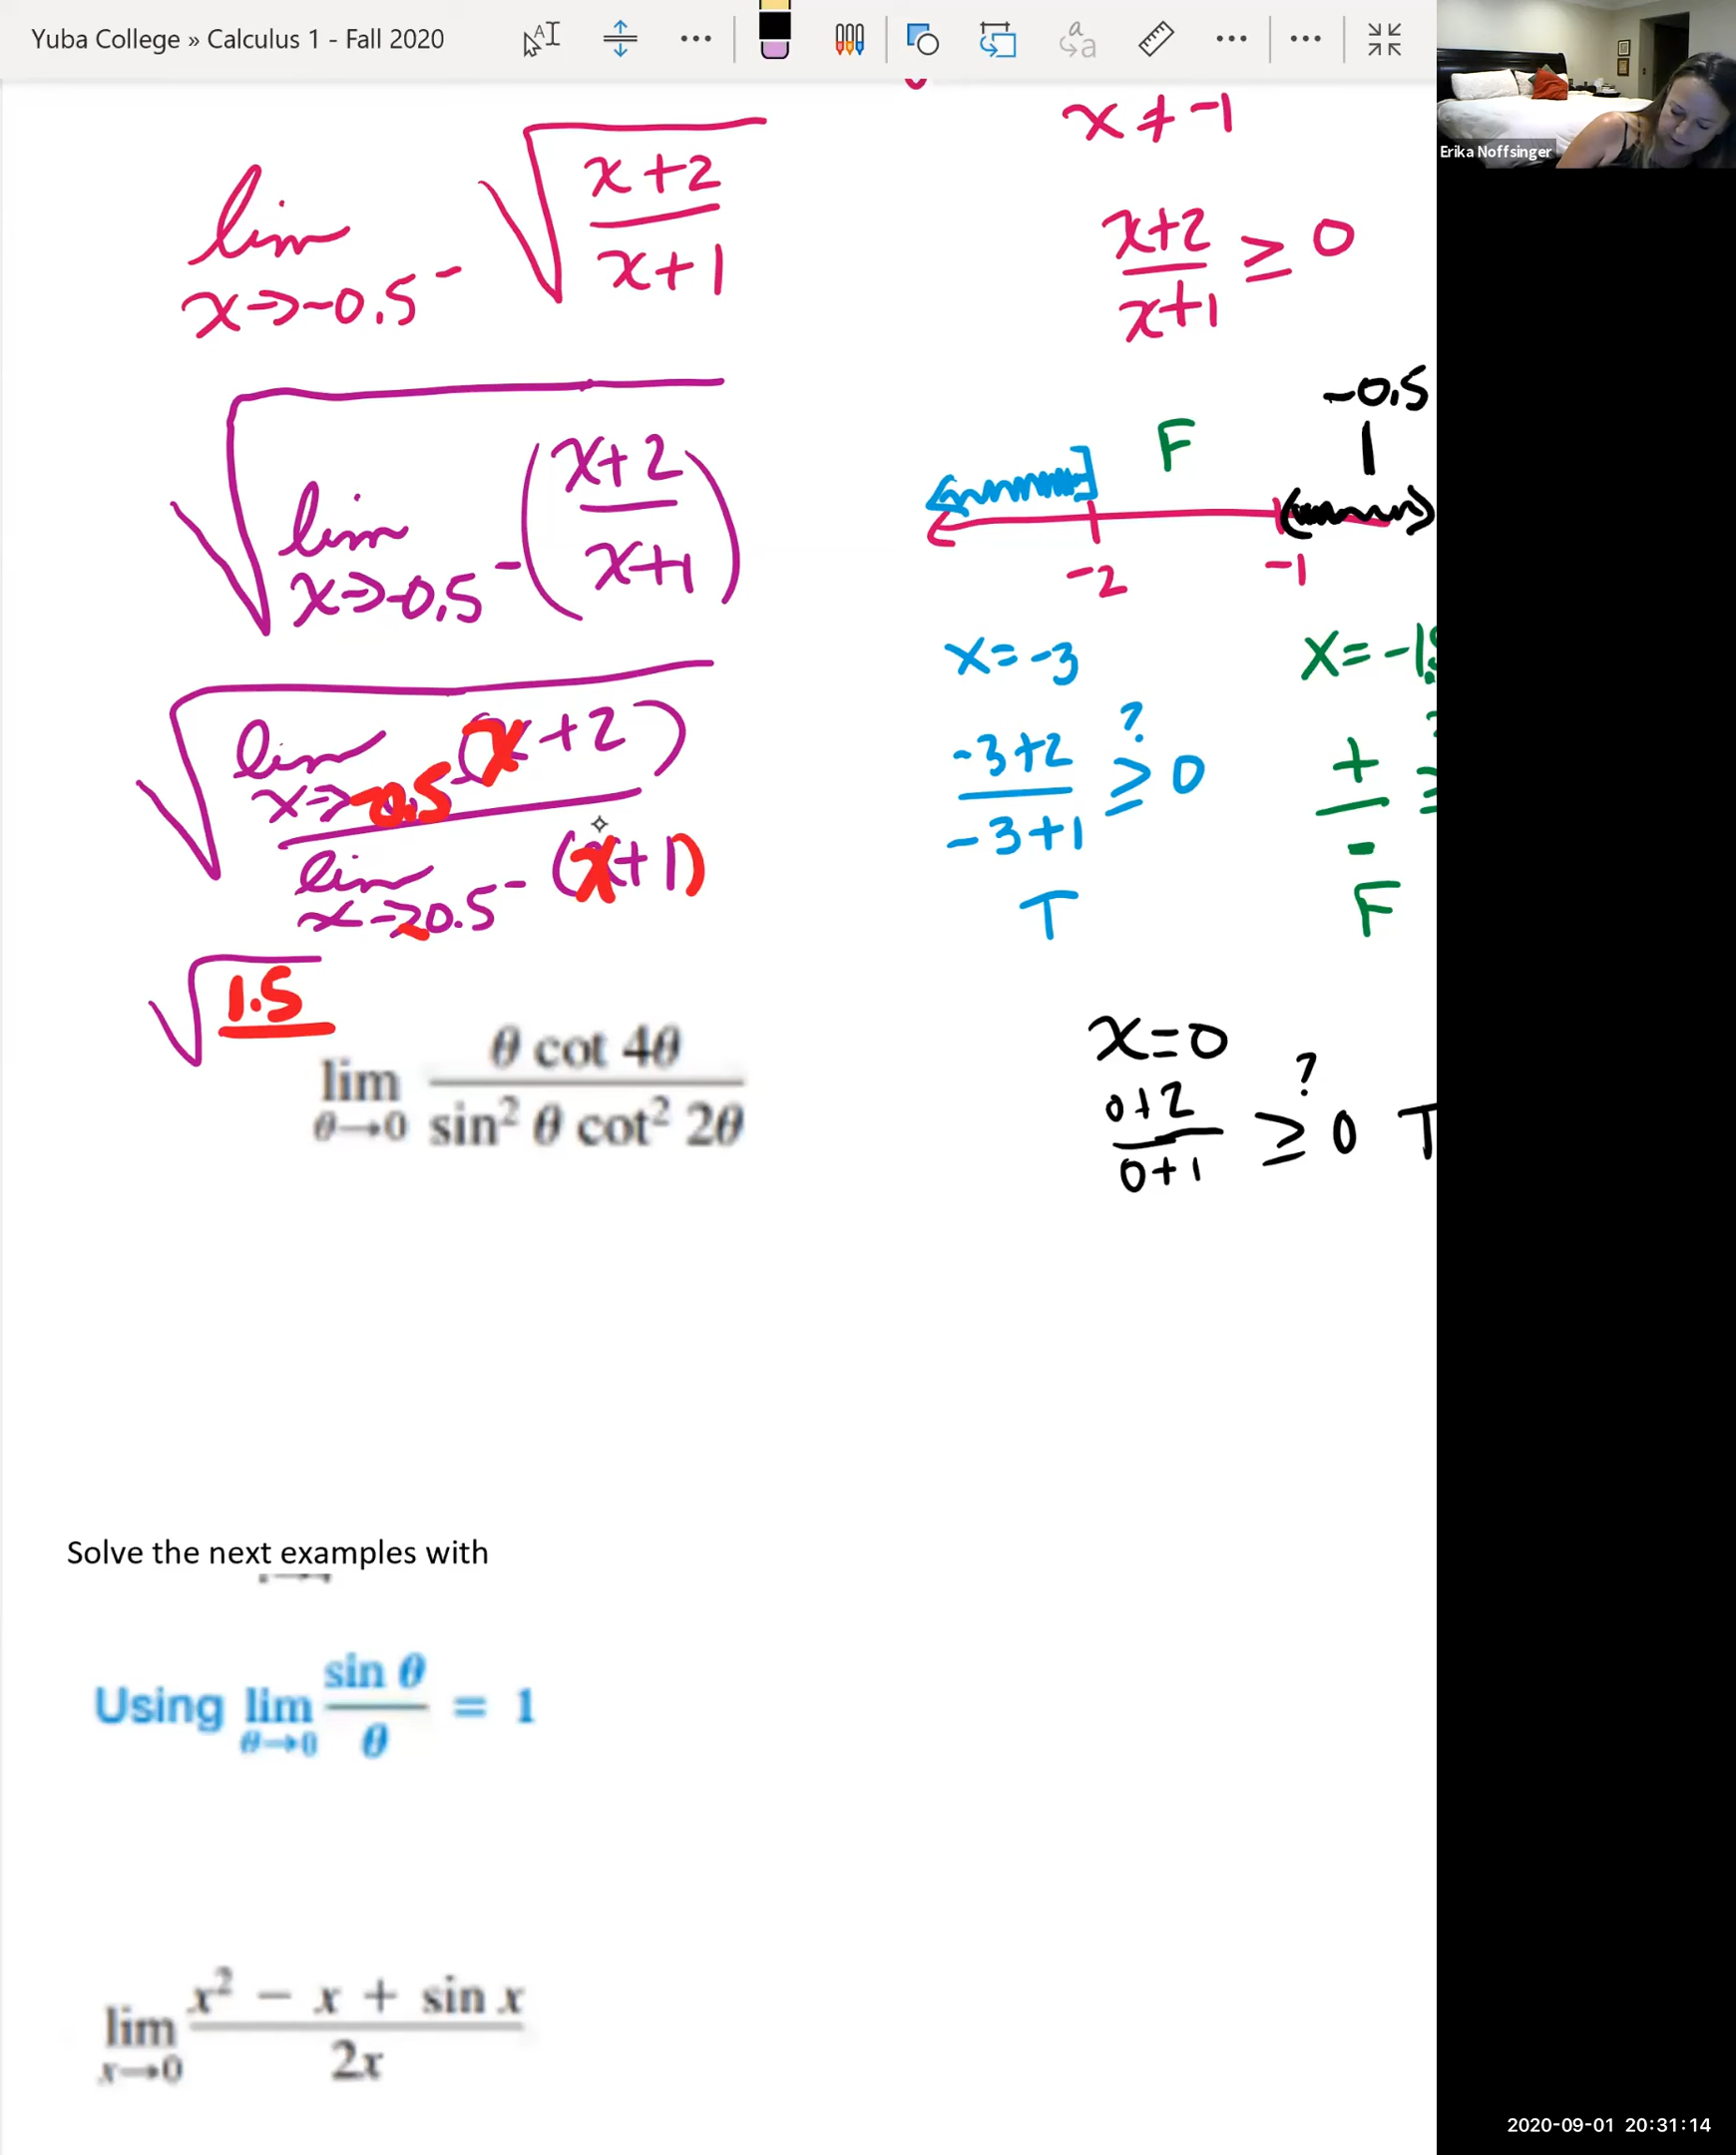 Yuba College » Calculus 1 - Fall 2020
Erika Noffsinger
x ≠ -1
lim x→-0.5⁻ √((x+2)/(x+1))
(x+2)/(x+1) ≥ 0
-0.5
F
√(lim x→-0.5⁻ ((x+2)/(x+1)))
-2 -1
x=-3
x=-1.
√(lim x→-0.5 (x+2) / lim x→-0.5⁻ (x+1))
(-3+2)/(-3+1) ≥? 0
+/-
T
F
√1.5
lim θ→0 (θ cot 4θ)/(sin² θ cot² 2θ)
x=0
(0+2)/(0+1) ≥? 0 T
Solve the next examples with
Using lim θ→0 (sin θ)/θ = 1
lim x→0 (x² − x + sin x)/(2x)
2020-09-01 20:31:14